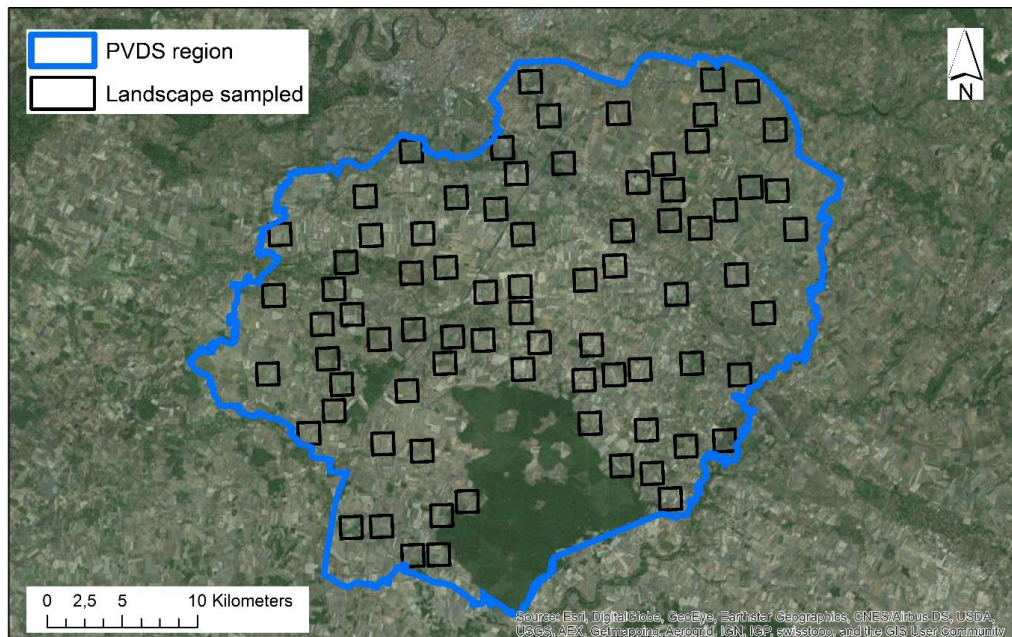 PVDS region
Landscape sampled
N
0 2,5 5 10 Kilometers
Source: Esri, DigitalGlobe, GeoEye, Earthstar Geographics, CNES/Airbus DS, USDA,
USGS, AEX, Getmapping, Aerogrid, IGN, IGP, swisstopo, and the GIS User Community